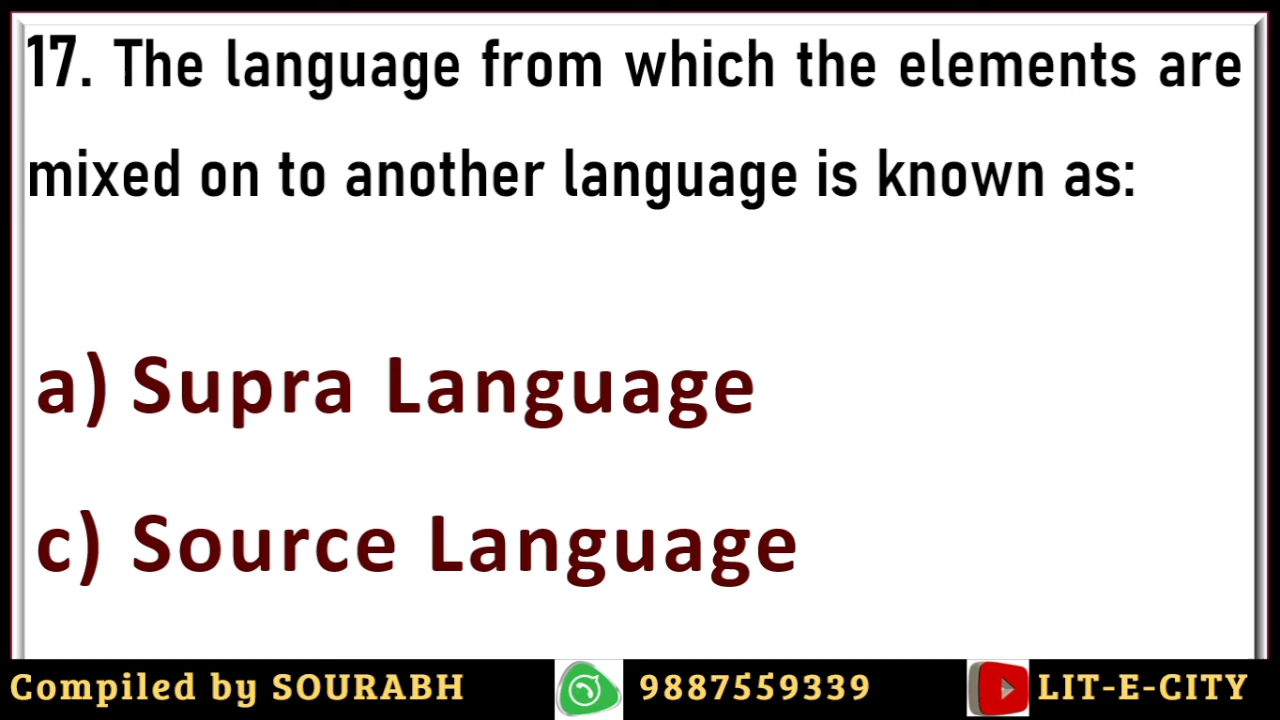 17. The language from which the elements are
mixed on to another language is known as:
a) Supra Language
c) Source Language
Compiled by SOURABH 9887559339 LIT-E-CITY